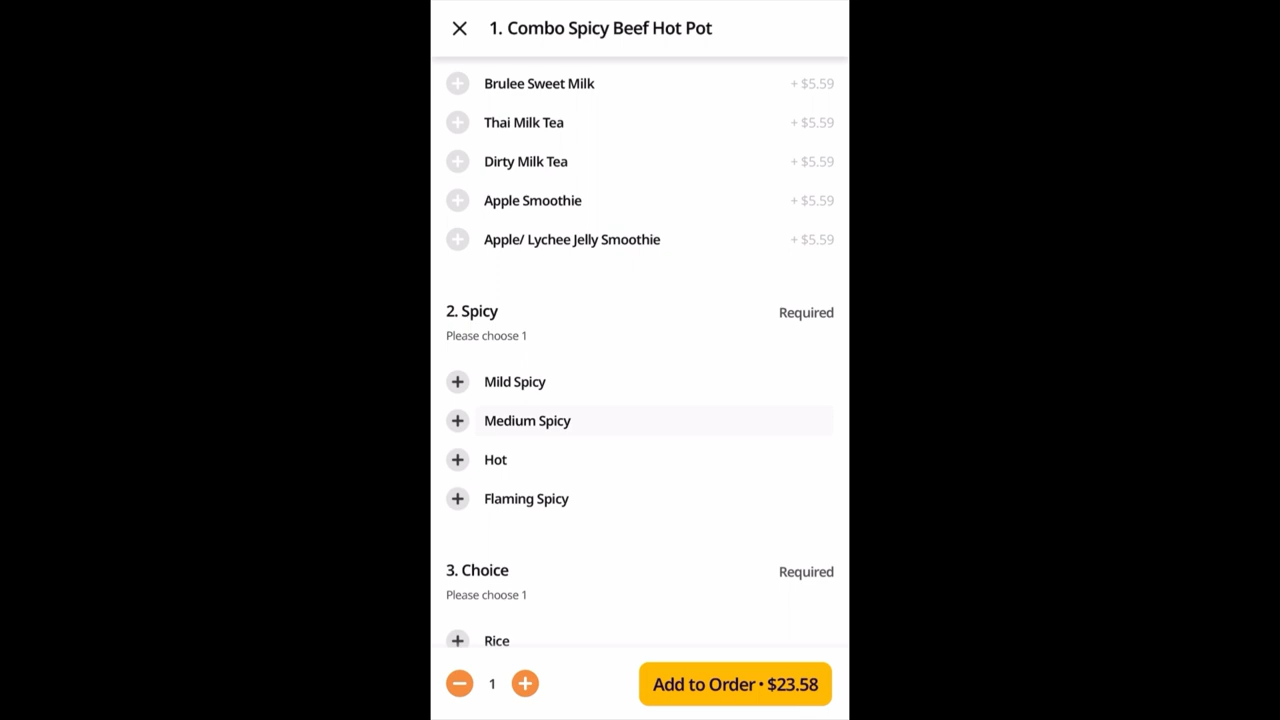 1. Combo Spicy Beef Hot Pot
Brulee Sweet Milk + $5.59
Thai Milk Tea + $5.59
Dirty Milk Tea + $5.59
Apple Smoothie + $5.59
Apple/ Lychee Jelly Smoothie + $5.59
2. Spicy Required
Please choose 1
Mild Spicy
Medium Spicy
Hot
Flaming Spicy
3. Choice Required
Please choose 1
Rice
1 Add to Order • $23.58